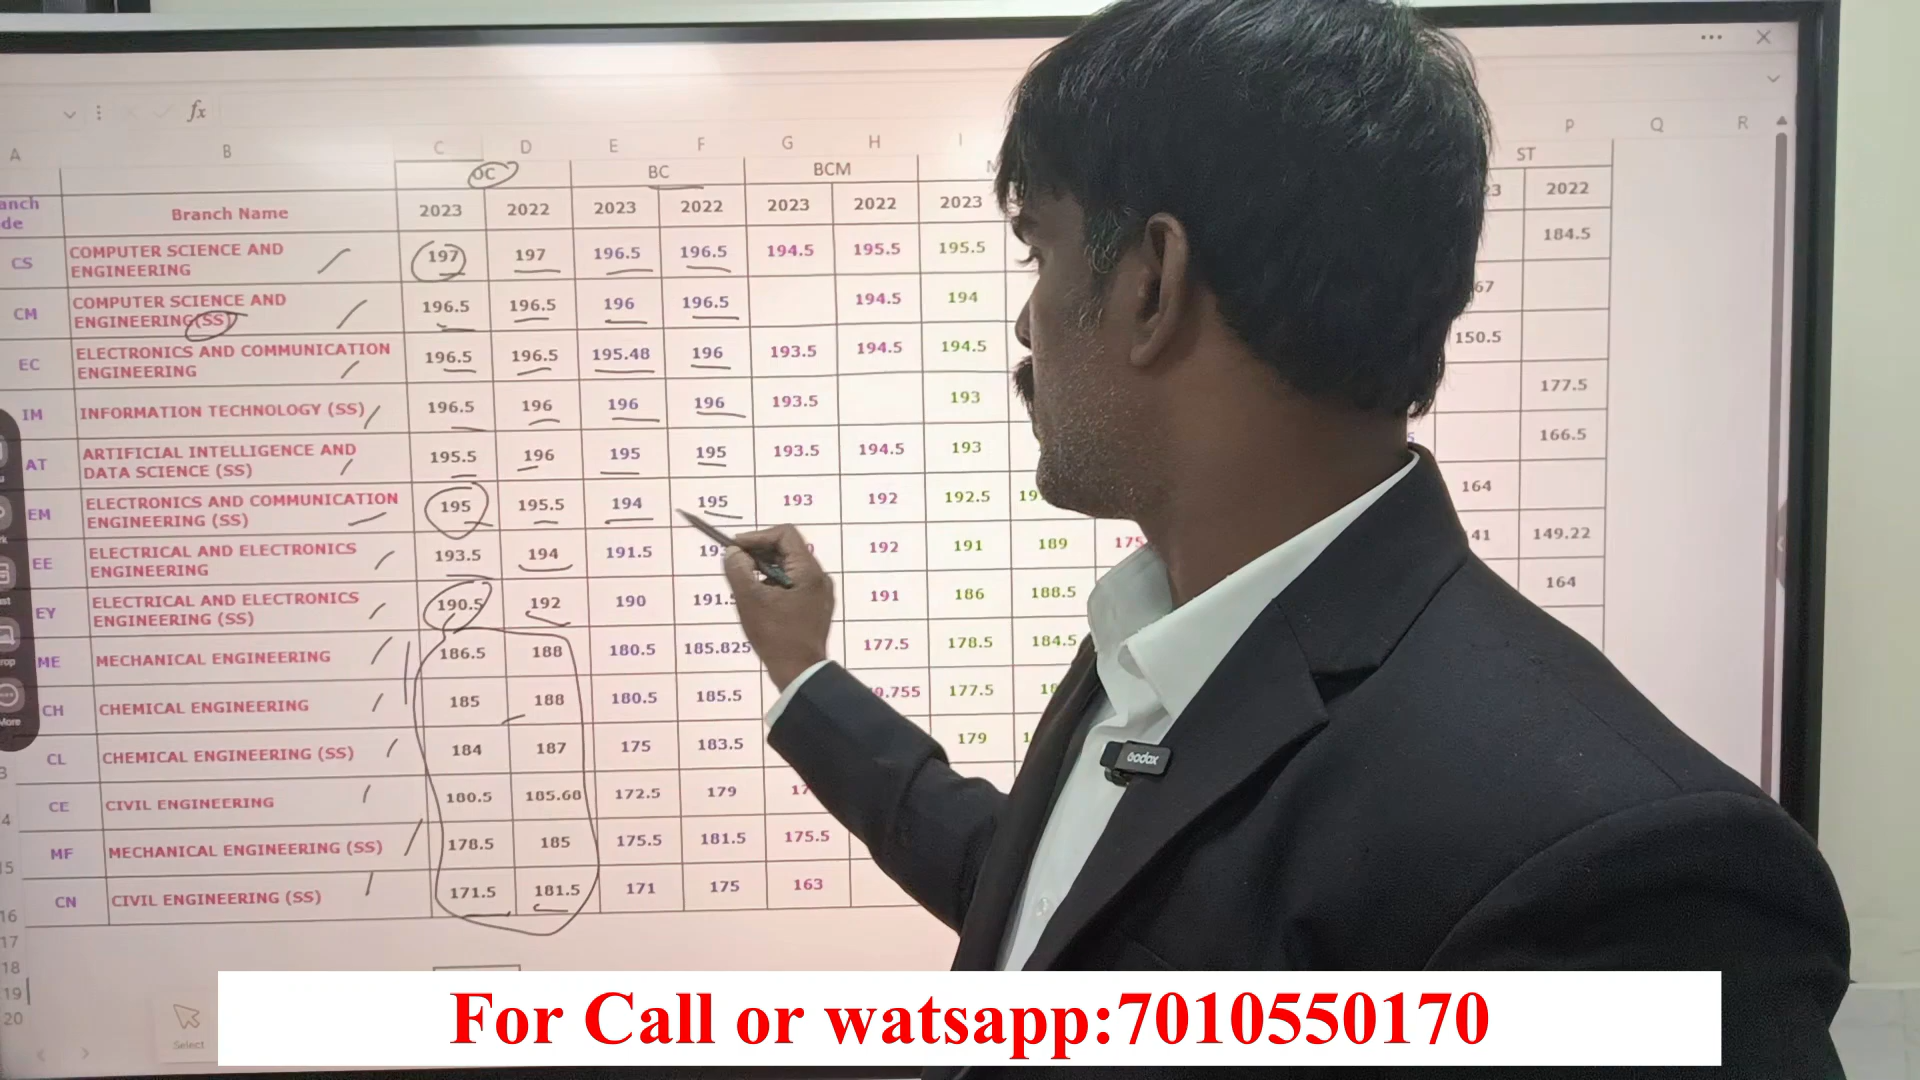 ... ×
fx
A B C D E F G H I P Q R
OC BC BCM ST
Branch Name 2023 2022 2023 2022 2023 2022 2023 2022
CS COMPUTER SCIENCE AND ENGINEERING 197 197 196.5 196.5 194.5 195.5 195.5 184.5
CM COMPUTER SCIENCE AND ENGINEERING(SS) 196.5 196.5 196 196.5 194.5 194
EC ELECTRONICS AND COMMUNICATION ENGINEERING 196.5 196.5 195.48 196 193.5 194.5 194.5 150.5
IM INFORMATION TECHNOLOGY (SS) 196.5 196 196 196 193.5 193 177.5
AT ARTIFICIAL INTELLIGENCE AND DATA SCIENCE (SS) 195.5 196 195 195 193.5 194.5 193 166.5
EM ELECTRONICS AND COMMUNICATION ENGINEERING (SS) 195 195.5 194 195 193 192 192.5 164
EE ELECTRICAL AND ELECTRONICS ENGINEERING 193.5 194 191.5 192 191 189 149.22
EY ELECTRICAL AND ELECTRONICS ENGINEERING (SS) 190.5 192 190 191.5 191 186 188.5 164
ME MECHANICAL ENGINEERING 186.5 188 180.5 185.825 177.5 178.5 184.5
CH CHEMICAL ENGINEERING 185 188 180.5 185.5 177.5
CL CHEMICAL ENGINEERING (SS) 184 187 175 183.5 179
CE CIVIL ENGINEERING 180.5 185.68 172.5 179
MF MECHANICAL ENGINEERING (SS) 178.5 185 175.5 181.5 175.5
CN CIVIL ENGINEERING (SS) 171.5 181.5 171 175 163
16
17
18
19
20
Select
More
Godox
For Call or watsapp:7010550170